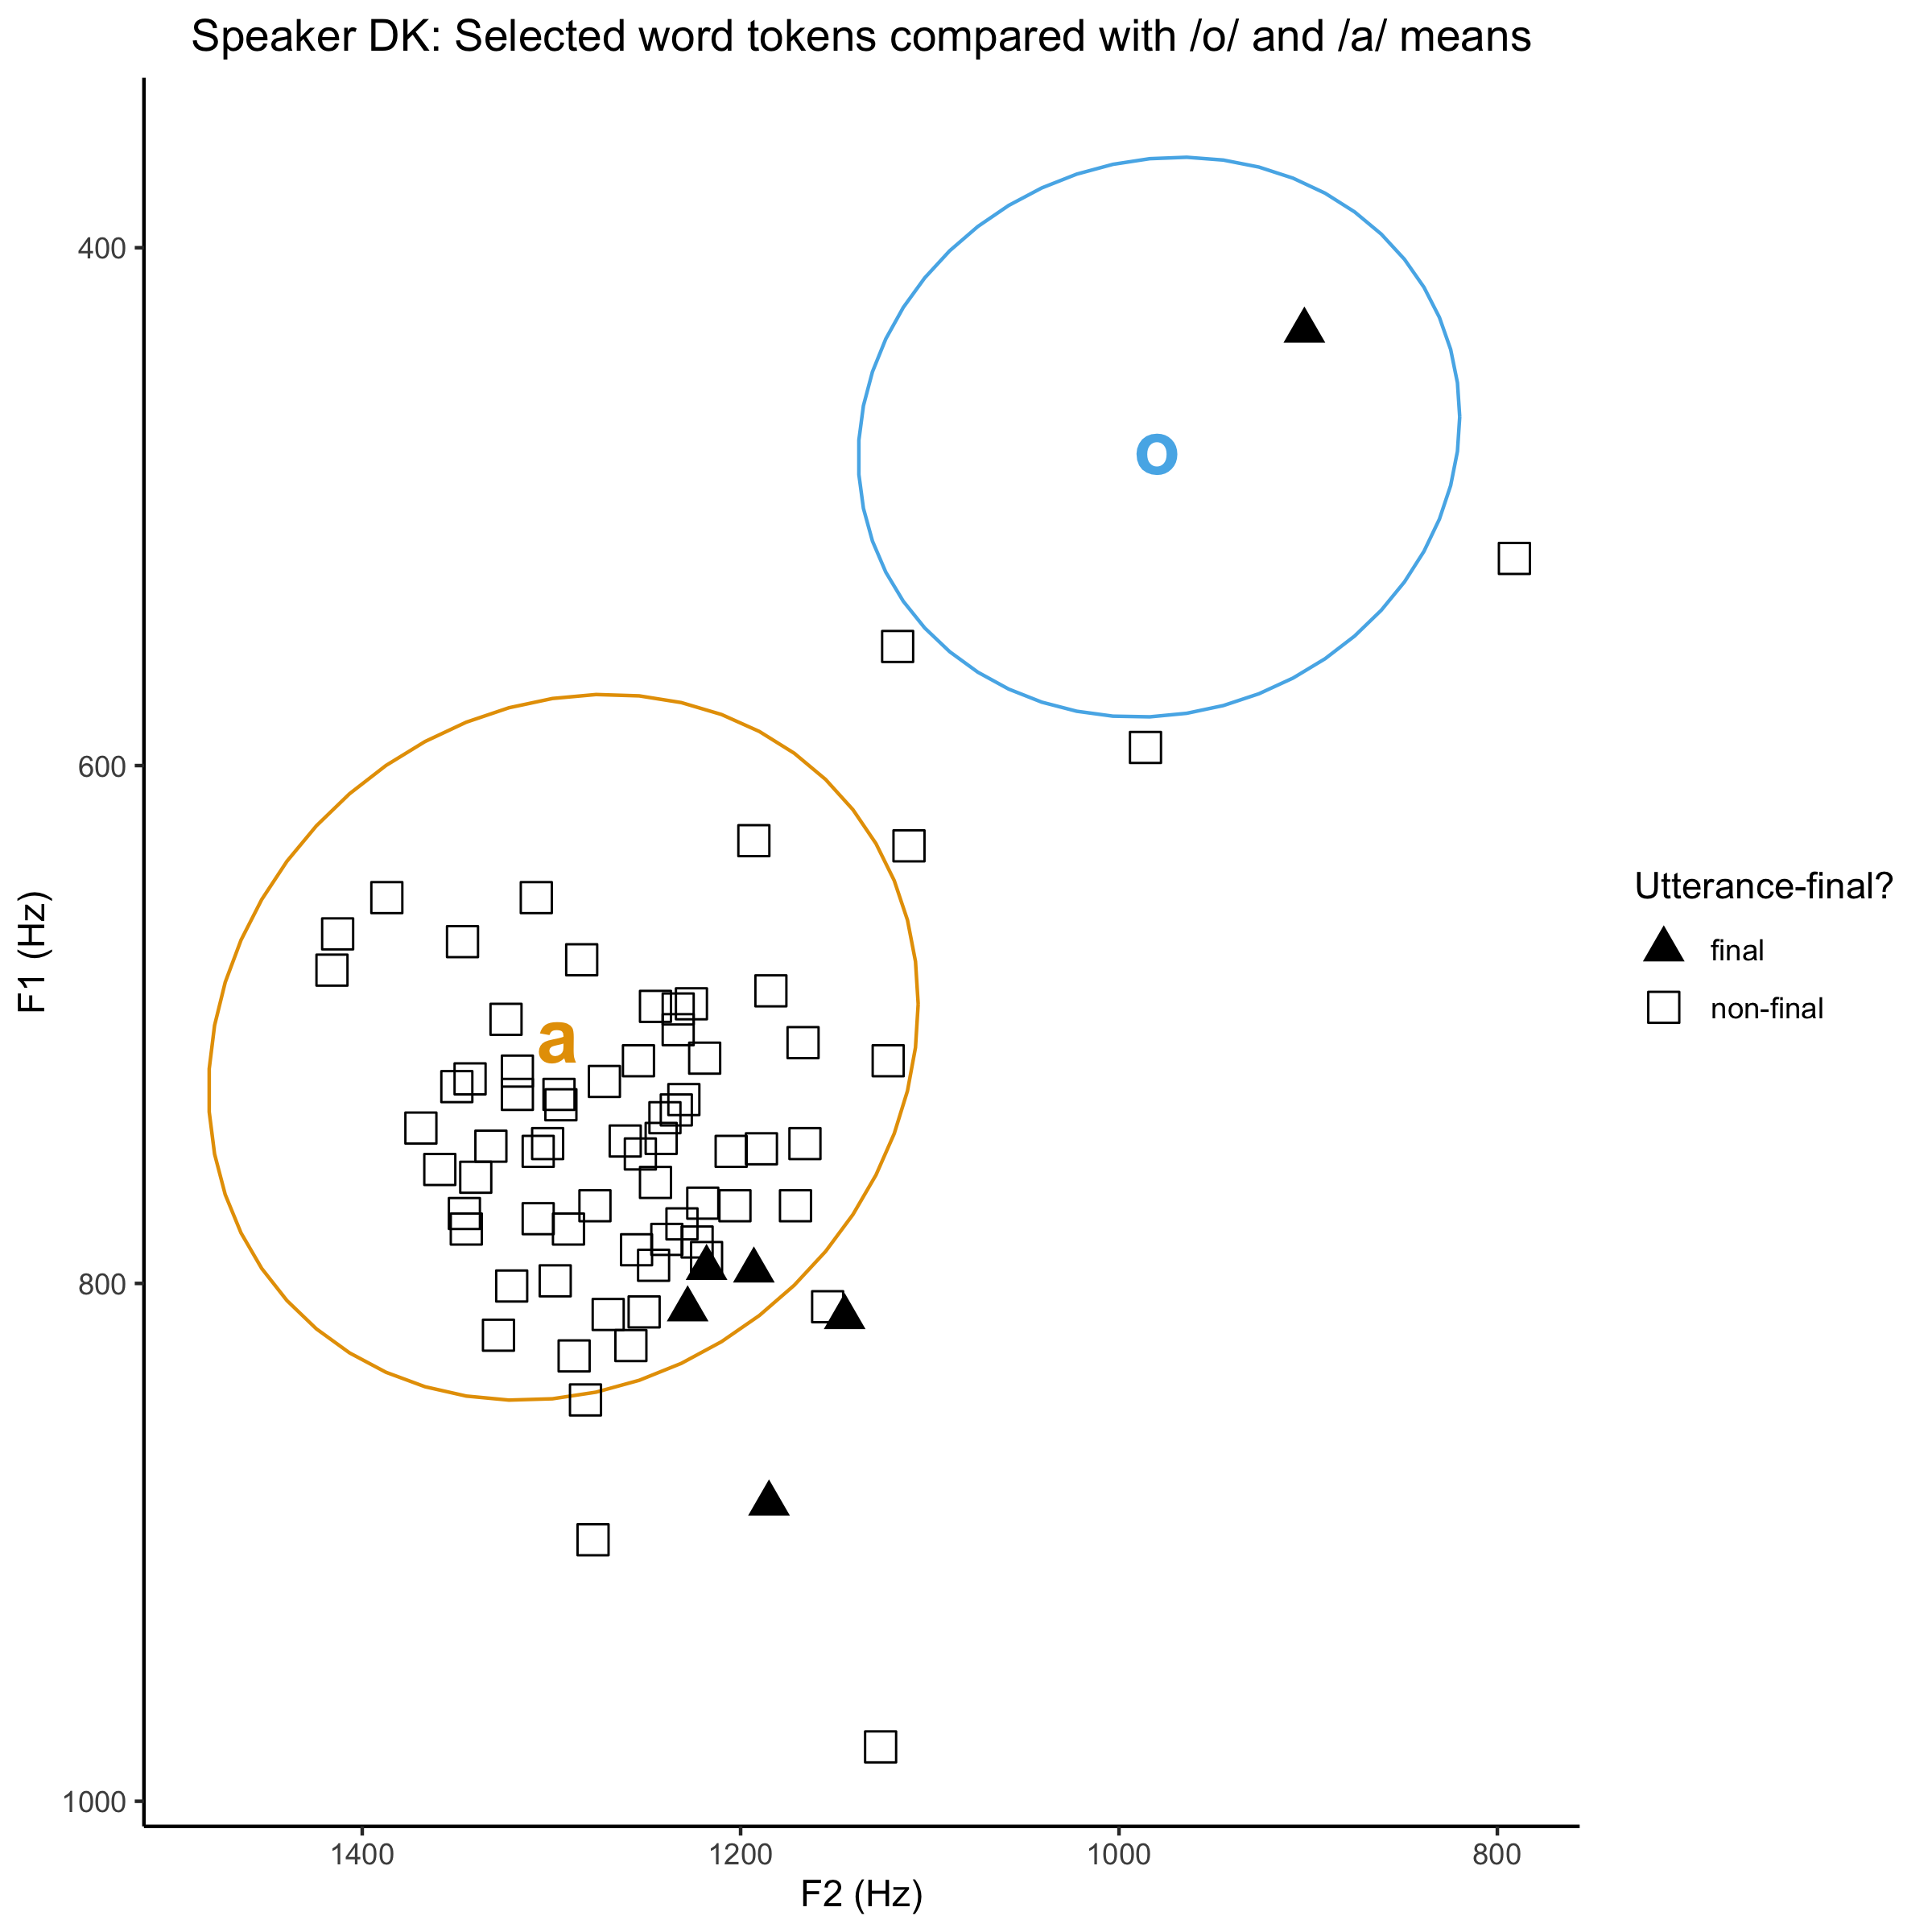 Speaker DK: Selected word tokens compared with /o/ and /a/ means
400
600
800
1000
F1 (Hz)
o
a
1400
1200
1000
800
F2 (Hz)
Utterance-final?
final
non-final